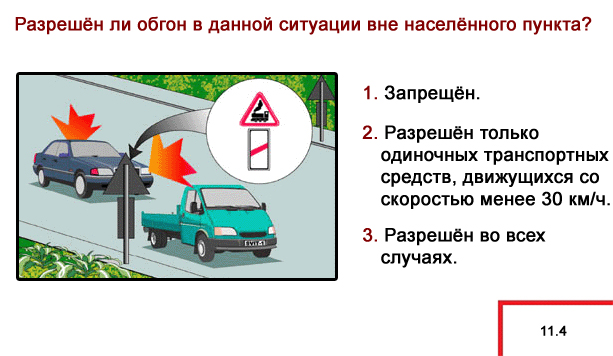 Разрешён ли обгон в данной ситуации вне населённого пункта?
1. Запрещён.
2. Разрешён только
одиночных транспортных
средств, движущихся со
скоростью менее 30 км/ч.
3. Разрешён во всех
случаях.
11.4